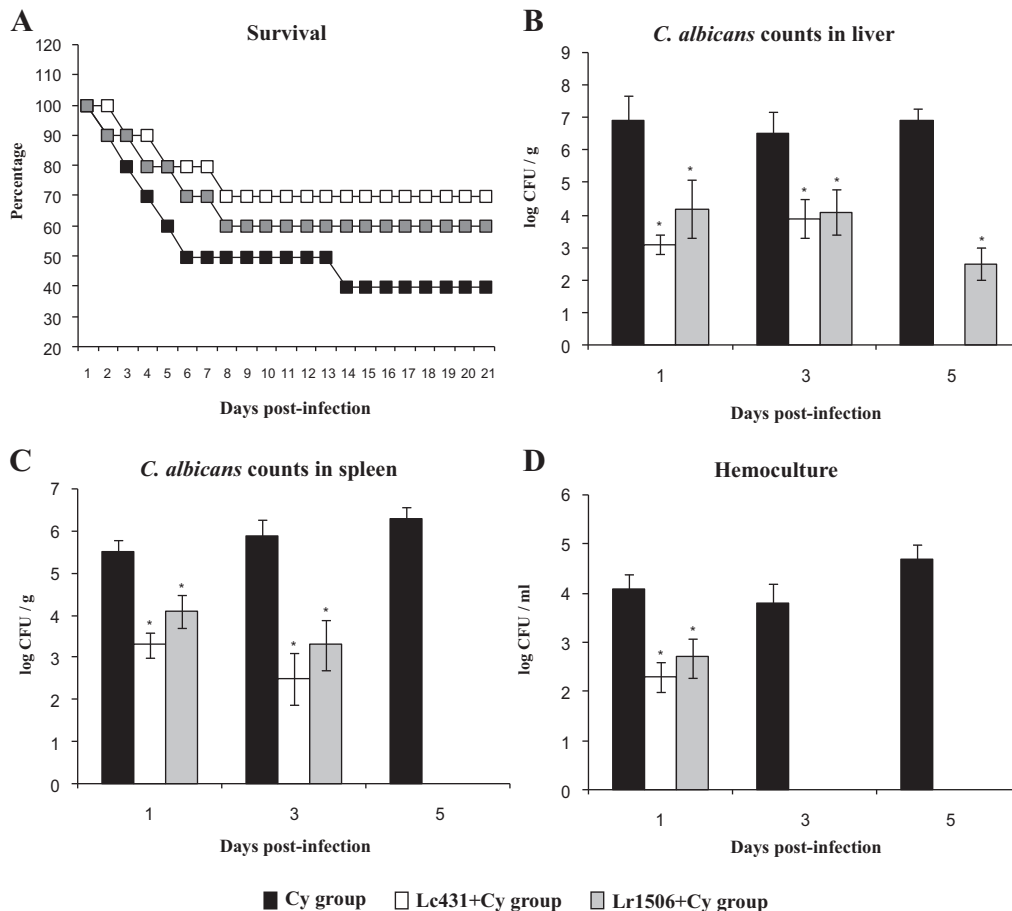 A
Survival
120
110
100
90
80
70
60
50
40
30
20
Percentage
1 2 3 4 5 6 7 8 9 10 11 12 13 14 15 16 17 18 19 20 21
Days post-infection
B
C. albicans counts in liver
9
8
7
6
5
4
3
2
1
0
log CFU / g
* * * * *
1 3 5
Days post-infection
C
C. albicans counts in spleen
7
6
5
4
3
2
1
0
log CFU / g
* * * *
1 3 5
Days post-infection
D
Hemoculture
6
5
4
3
2
1
0
log CFU / ml
* *
1 3 5
Days post-infection
Cy group Lc431+Cy group Lr1506+Cy group